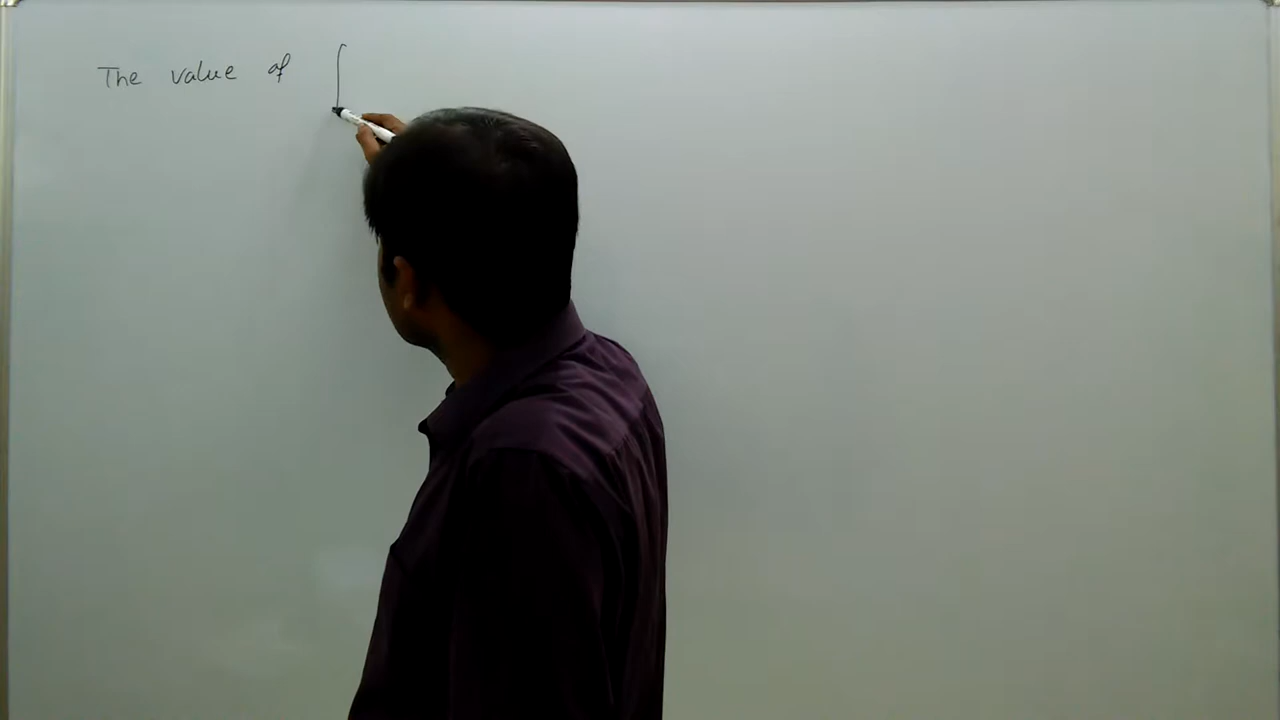 The value of ∫